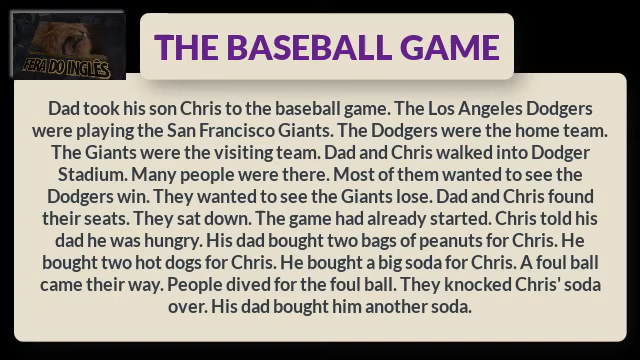 FERA DO INGLÊS
THE BASEBALL GAME
Dad took his son Chris to the baseball game. The Los Angeles Dodgers
were playing the San Francisco Giants. The Dodgers were the home team.
The Giants were the visiting team. Dad and Chris walked into Dodger
Stadium. Many people were there. Most of them wanted to see the
Dodgers win. They wanted to see the Giants lose. Dad and Chris found
their seats. They sat down. The game had already started. Chris told his
dad he was hungry. His dad bought two bags of peanuts for Chris. He
bought two hot dogs for Chris. He bought a big soda for Chris. A foul ball
came their way. People dived for the foul ball. They knocked Chris' soda
over. His dad bought him another soda.